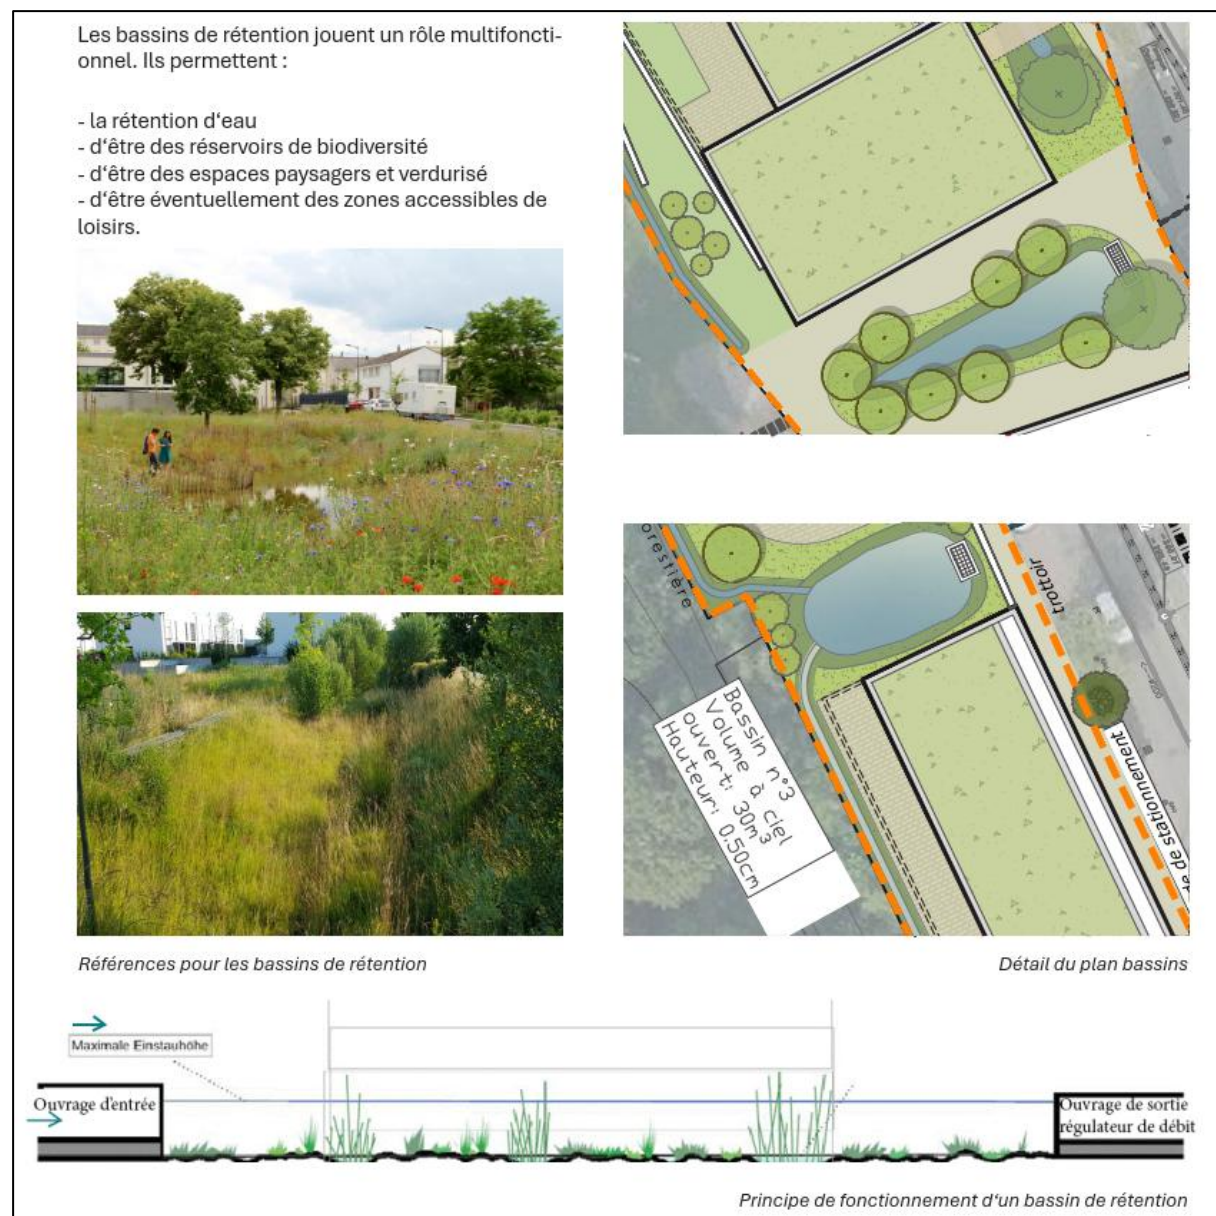 Les bassins de rétention jouent un rôle multifoncti-
onnel. Ils permettent :
- la rétention d'eau
- d'être des réservoirs de biodiversité
- d'être des espaces paysagers et verdurisé
- d'être éventuellement des zones accessibles de
loisirs.
orestière
trottoir
Bassin n°3
Volume à ciel
ouvert: 30m³
Hauteur: 0.50cm
de stationnement
Références pour les bassins de rétention
Détail du plan bassins
Maximale Einstauhöhe
Ouvrage d'entrée
Ouvrage de sortie
régulateur de débit
Principe de fonctionnement d'un bassin de rétention